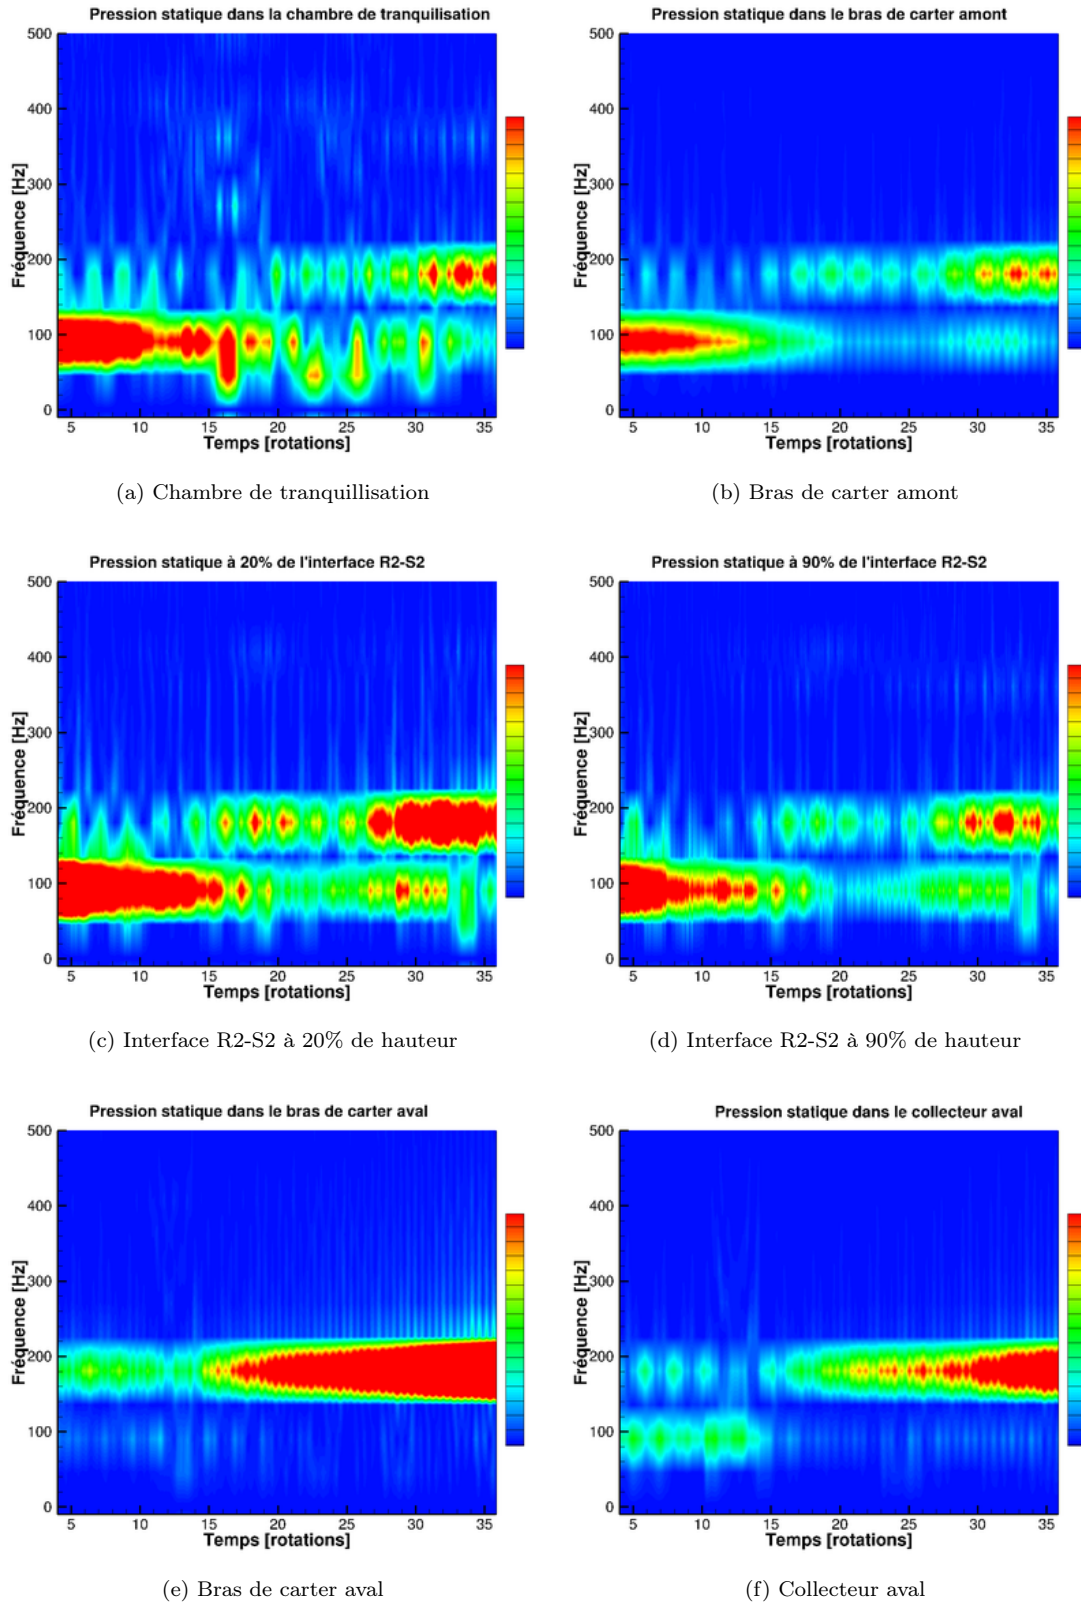 Pression statique dans la chambre de tranquilisation
Fréquence [Hz]
500
400
300
200
100
0
5 10 15 20 25 30 35
Temps [rotations]
(a) Chambre de tranquillisation
Pression statique dans le bras de carter amont
Fréquence [Hz]
500
400
300
200
100
0
5 10 15 20 25 30 35
Temps [rotations]
(b) Bras de carter amont
Pression statique à 20% de l'interface R2-S2
Fréquence [Hz]
500
400
300
200
100
0
5 10 15 20 25 30 35
Temps [rotations]
(c) Interface R2-S2 à 20% de hauteur
Pression statique à 90% de l'interface R2-S2
Fréquence [Hz]
500
400
300
200
100
0
5 10 15 20 25 30 35
Temps [rotations]
(d) Interface R2-S2 à 90% de hauteur
Pression statique dans le bras de carter aval
Fréquence [Hz]
500
400
300
200
100
0
5 10 15 20 25 30 35
Temps [rotations]
(e) Bras de carter aval
Pression statique dans le collecteur aval
Fréquence [Hz]
500
400
300
200
100
0
5 10 15 20 25 30 35
Temps [rotations]
(f) Collecteur aval